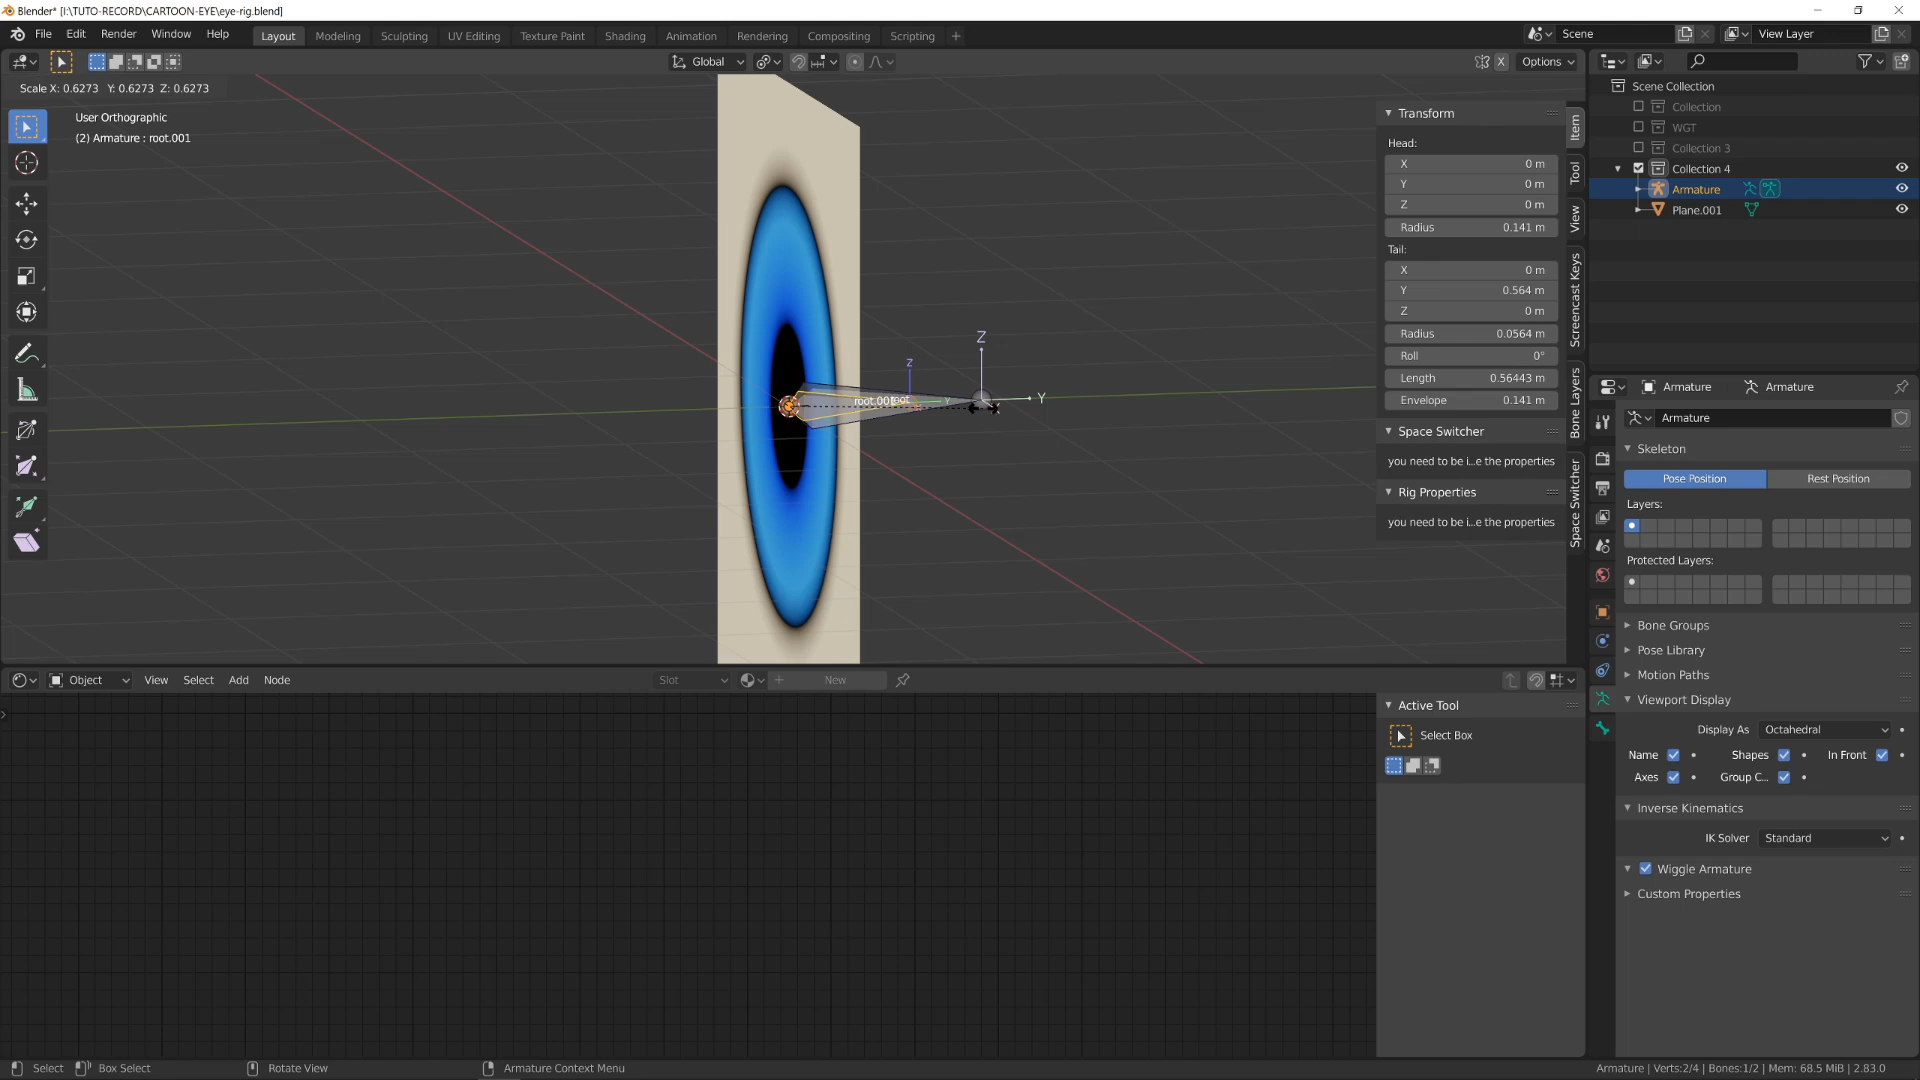 Blender* [I:\TUTO-RECORD\CARTOON-EYE\eye-rig.blend]
File Edit Render Window Help Layout Modeling Sculpting UV Editing Texture Paint Shading Animation Rendering Compositing Scripting + Scene View Layer
Global X Options
Scale X: 0.6273 Y: 0.6273 Z: 0.6273
User Orthographic
(2) Armature : root.001
Z
Z
Y
Y
root
Transform
Head:
X 0 m
Y 0 m
Z 0 m
Radius 0.141 m
Tail:
X 0 m
Y 0.564 m
Z 0 m
Radius 0.0564 m
Roll 0°
Length 0.56443 m
Envelope 0.141 m
Space Switcher
you need to be i...e the properties
Rig Properties
you need to be i...e the properties
Item
Tool
View
Screencast Keys
Bone Layers
Space Switcher
Scene Collection
Collection
WGT
Collection 3
Collection 4
Armature
Plane.001
Armature Armature
Armature
Skeleton
Pose Position Rest Position
Layers:
Protected Layers:
Bone Groups
Pose Library
Motion Paths
Viewport Display
Display As Octahedral
Name Shapes In Front
Axes Group C...
Inverse Kinematics
IK Solver Standard
Wiggle Armature
Custom Properties
Object View Select Add Node Slot New
Active Tool
Select Box
Select Box Select Rotate View Armature Context Menu
Armature | Verts:2/4 | Bones:1/2 | Mem: 68.5 MiB | 2.83.0